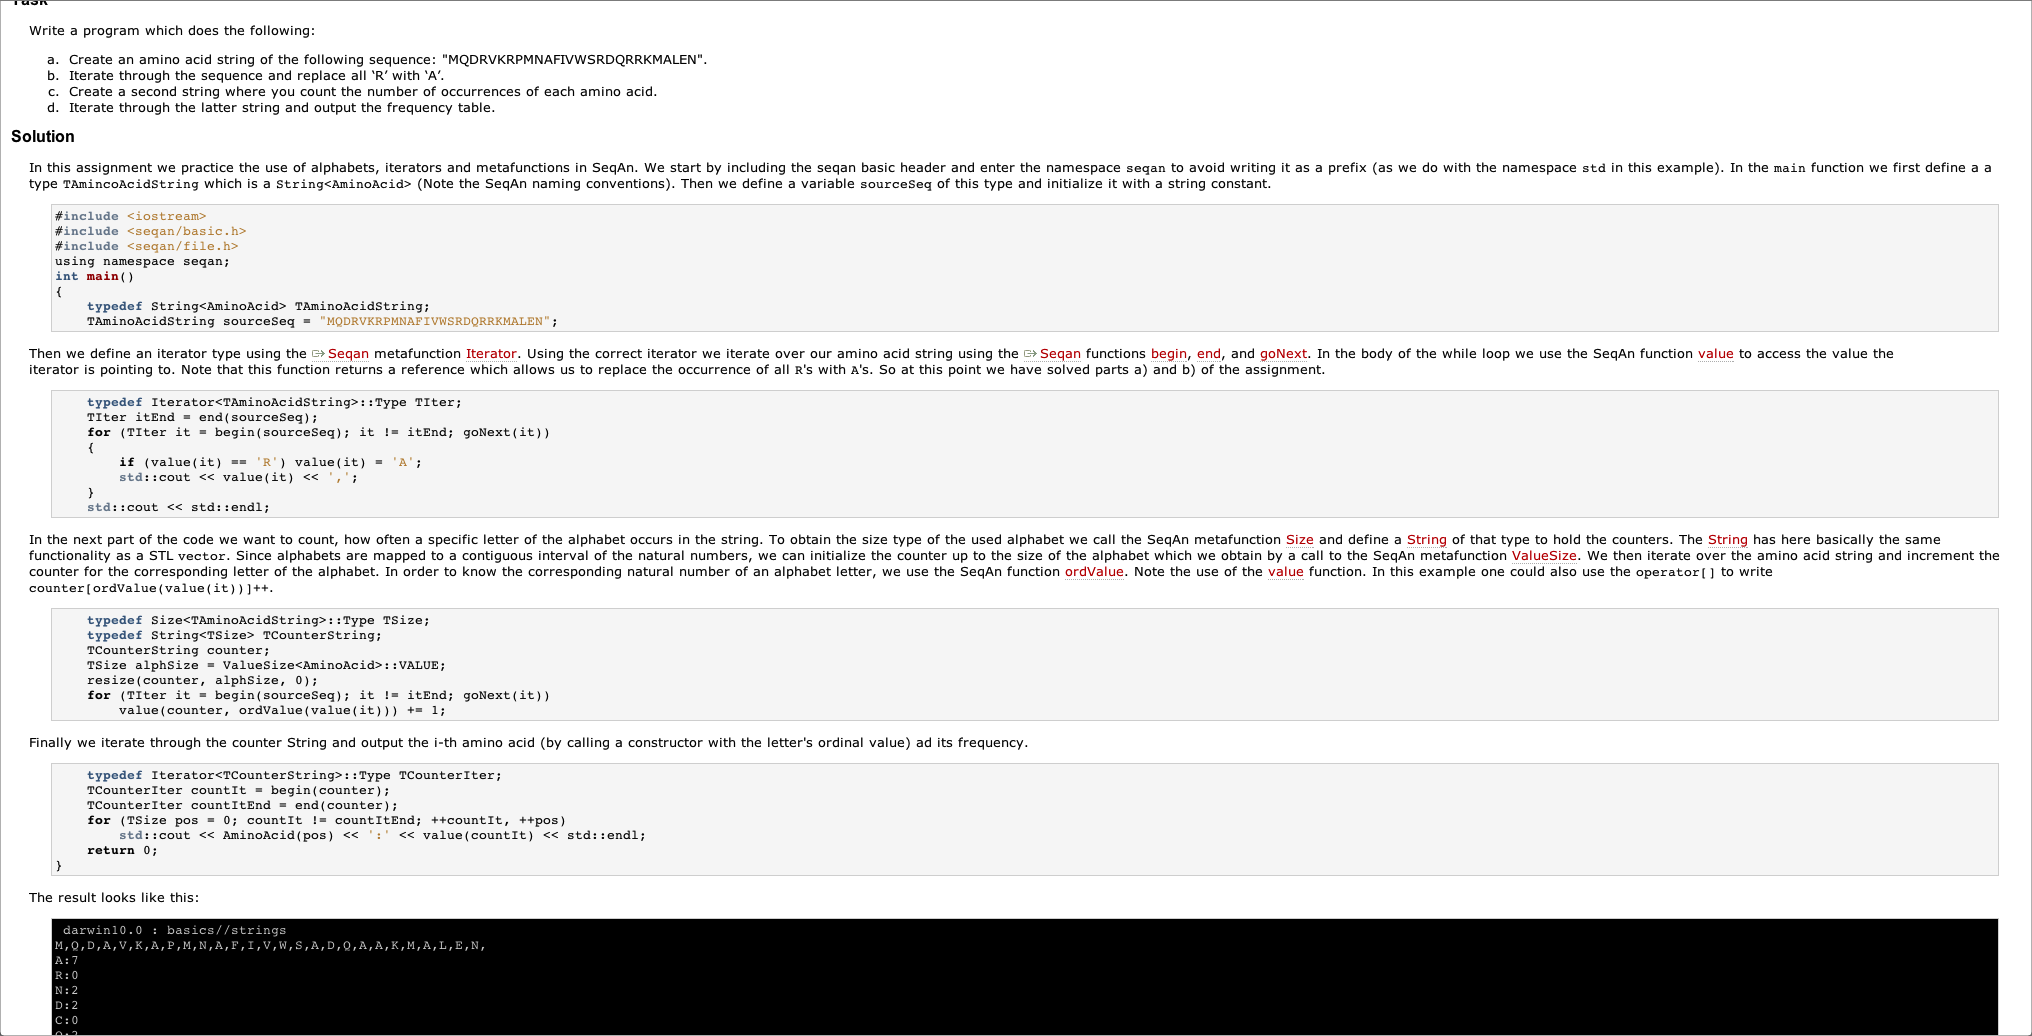 Task
Write a program which does the following:
a. Create an amino acid string of the following sequence: "MQDRVKRPMNAFIVWSRDQRRKMALEN".
b. Iterate through the sequence and replace all ‘R’ with ‘A’.
c. Create a second string where you count the number of occurrences of each amino acid.
d. Iterate through the latter string and output the frequency table.
Solution
In this assignment we practice the use of alphabets, iterators and metafunctions in SeqAn. We start by including the seqan basic header and enter the namespace seqan to avoid writing it as a prefix (as we do with the namespace std in this example). In the main function we first define a a
type TAmincoAcidString which is a String<AminoAcid> (Note the SeqAn naming conventions). Then we define a variable sourceSeq of this type and initialize it with a string constant.
#include <iostream>
#include <seqan/basic.h>
#include <seqan/file.h>
using namespace seqan;
int main()
{
    typedef String<AminoAcid> TAminoAcidString;
    TAminoAcidString sourceSeq = "MQDRVKRPMNAFIVWSRDQRRKMALEN";
Then we define an iterator type using the Seqan metafunction Iterator. Using the correct iterator we iterate over our amino acid string using the Seqan functions begin, end, and goNext. In the body of the while loop we use the SeqAn function value to access the value the
iterator is pointing to. Note that this function returns a reference which allows us to replace the occurrence of all R's with A's. So at this point we have solved parts a) and b) of the assignment.
    typedef Iterator<TAminoAcidString>::Type TIter;
    TIter itEnd = end(sourceSeq);
    for (TIter it = begin(sourceSeq); it != itEnd; goNext(it))
    {
        if (value(it) == 'R') value(it) = 'A';
        std::cout << value(it) << ',';
    }
    std::cout << std::endl;
In the next part of the code we want to count, how often a specific letter of the alphabet occurs in the string. To obtain the size type of the used alphabet we call the SeqAn metafunction Size and define a String of that type to hold the counters. The String has here basically the same
functionality as a STL vector. Since alphabets are mapped to a contiguous interval of the natural numbers, we can initialize the counter up to the size of the alphabet which we obtain by a call to the SeqAn metafunction ValueSize. We then iterate over the amino acid string and increment the
counter for the corresponding letter of the alphabet. In order to know the corresponding natural number of an alphabet letter, we use the SeqAn function ordValue. Note the use of the value function. In this example one could also use the operator[] to write
counter[ordValue(value(it))]++.
    typedef Size<TAminoAcidString>::Type TSize;
    typedef String<TSize> TCounterString;
    TCounterString counter;
    TSize alphSize = ValueSize<AminoAcid>::VALUE;
    resize(counter, alphSize, 0);
    for (TIter it = begin(sourceSeq); it != itEnd; goNext(it))
        value(counter, ordValue(value(it))) += 1;
Finally we iterate through the counter String and output the i-th amino acid (by calling a constructor with the letter's ordinal value) ad its frequency.
    typedef Iterator<TCounterString>::Type TCounterIter;
    TCounterIter countIt = begin(counter);
    TCounterIter countItEnd = end(counter);
    for (TSize pos = 0; countIt != countItEnd; ++countIt, ++pos)
        std::cout << AminoAcid(pos) << ':' << value(countIt) << std::endl;
    return 0;
}
The result looks like this:
darwin10.0 : basics//strings
M,Q,D,A,V,K,A,P,M,N,A,F,I,V,W,S,A,D,Q,A,A,K,M,A,L,E,N,
A:7
R:0
N:2
D:2
C:0